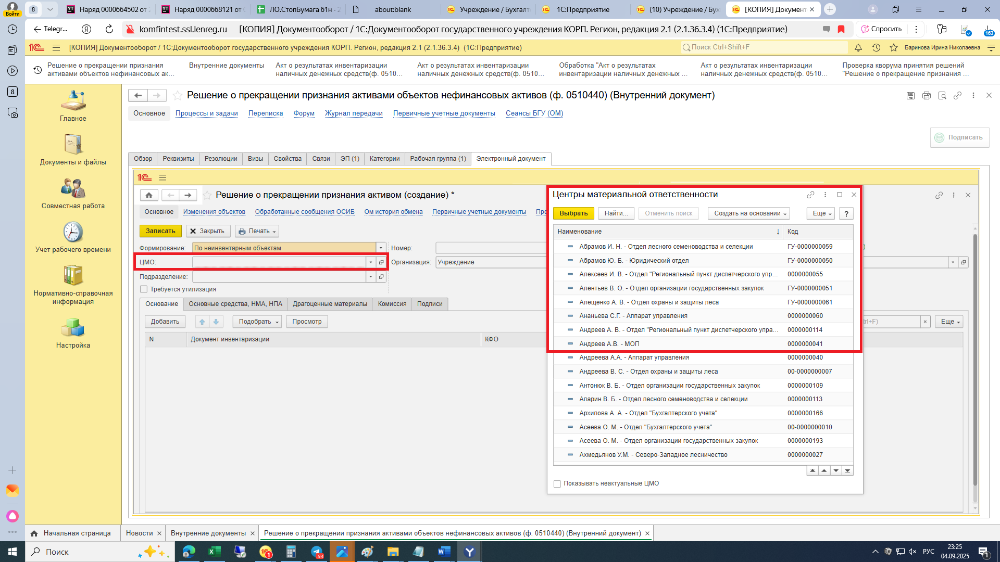 Войти
8
Наряд 0000664502 от 2
Наряд 0000668121 от 0
ЛО.СтопБумага 61н - 2
about:blank
Учреждение / Бухгалт
1С:Предприятие
(10) Учреждение / Бух
[КОПИЯ] Документ
Telegr...
komfintest.ssl.lenreg.ru
[КОПИЯ] Документооборот / 1С:Документооборот государственного учреждения КОРП. Регион, редакция 2.1 (2.1.36.3.4) (1С:Предприятие)
Спросить
163
8
[КОПИЯ] Документооборот / 1С:Документооборот государственного учреждения КОРП. Регион, редакция 2.1 (2.1.36.3.4) (1С:Предприятие)
Поиск Ctrl+Shift+F
Баринова Ирина Николаевна
Решение о прекращении признания
активами объектов нефинансовых ак...
Внутренние документы
Акт о результатах инвентаризации
наличных денежных средств(ф. 0510...
Акт о результатах инвентаризации
наличных денежных средств(ф. 0510...
Обработка "Акт о результатах
инвентаризации наличных денежных ...
Акт о результатах инвентаризации
наличных денежных средств(ф. 0510...
Проверка кворума принятия решений
"Решение о прекращение признания ...
Главное
Документы и файлы
Совместная работа
Учет рабочего времени
Нормативно-справочная
информация
Настройка
Решение о прекращении признания активами объектов нефинансовых активов (ф. 0510440) (Внутренний документ)
Основное
Процессы и задачи
Переписка
Форум
Журнал передачи
Первичные учетные документы
Сеансы БГУ (ОМ)
Подписать
Обзор
Реквизиты
Резолюции
Визы
Свойства
Связи
ЭП (1)
Категории
Рабочая группа (1)
Электронный документ
Решение о прекращении признания активом (создание) *
Основное
Изменения объектов
Обработанные сообщения ОСИБ
Ом история обмена
Первичные учетные документы
Про
Записать
Закрыть
Печать
Формирование:
По неинвентарным объектам
Номер:
ЦМО:
Организация:
Учреждение
Подразделение:
Требуется утилизация
Основание
Основные средства, НМА, НПА
Драгоценные материалы
Комиссия
Подписи
Добавить
Подобрать
Просмотр
trl+F)
×
Еще
N
Документ инвентаризации
КФО
Центры материальной ответственности
Выбрать
Найти...
Отменить поиск
Создать на основании
Еще
?
Наименование
Код
Абрамов И. Н. - Отдел лесного семеноводства и селекции
ГУ-0000000059
Абрамов Ю. Б. - Юридический отдел
ГУ-0000000050
Алексеев И. В. - Отдел "Региональный пункт диспетчерского упр...
0000000055
Алентьев В. О. - Отдел организации государственных закупок
ГУ-0000000051
Алещенко А. В. - Отдел охраны и защиты леса
ГУ-0000000061
Ананьева С.Г. - Аппарат управления
0000000060
Андреев А. В. - Отдел "Региональный пункт диспетчерского упра...
0000000114
Андреев А.В. - МОП
0000000041
Андреева А.А. - Аппарат управления
0000000040
Андреева В. С. - Отдел охраны и защиты леса
00-0000000007
Антонюк В. Б. - Отдел организации государственных закупок
0000000109
Апарин В. Б. - Отдел лесного семеноводства и селекции
0000000113
Архипова А. А. - Отдел "Бухгалтерского учета"
0000000166
Асеева О. М. - Отдел "Бухгалтерского учета"
00-0000000010
Асеева О. М. - Отдел организации государственных закупок
0000000193
Ахмедьянов У.М. - Северо-Западное лесничество
0000000027
Показывать неактуальные ЦМО
Начальная страница
Новости
Внутренние документы
Решение о прекращении признания активами объектов нефинансовых активов (ф. 0510440) (Внутренний документ)
Поиск
94
РУС
23:25
04.09.2025
1